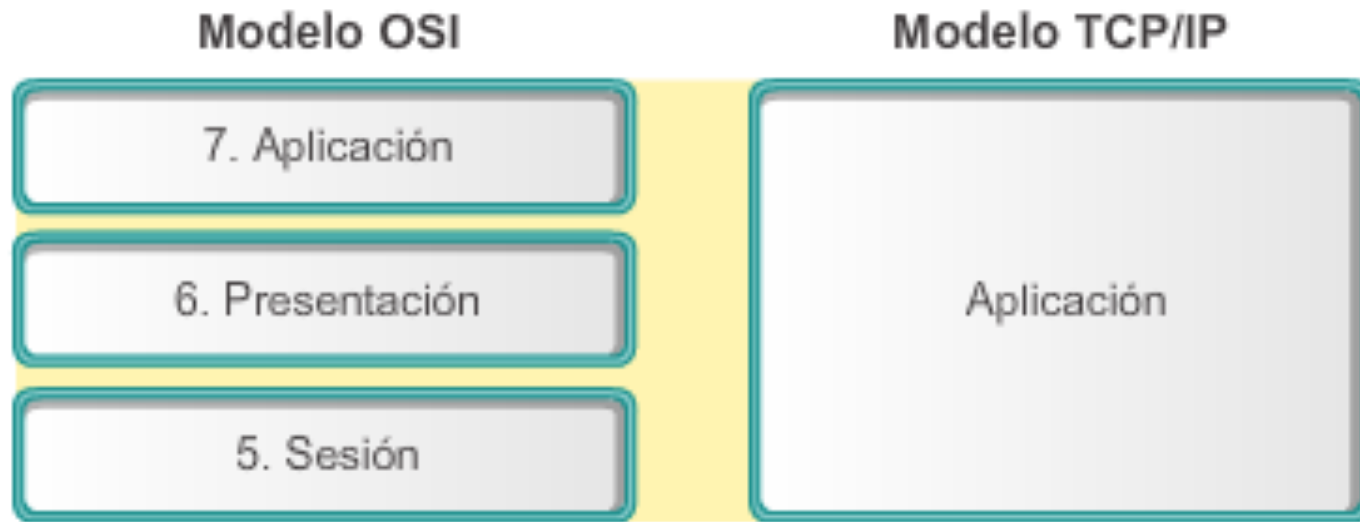 Modelo OSI
Modelo TCP/IP
7. Aplicación
6. Presentación
5. Sesión
Aplicación